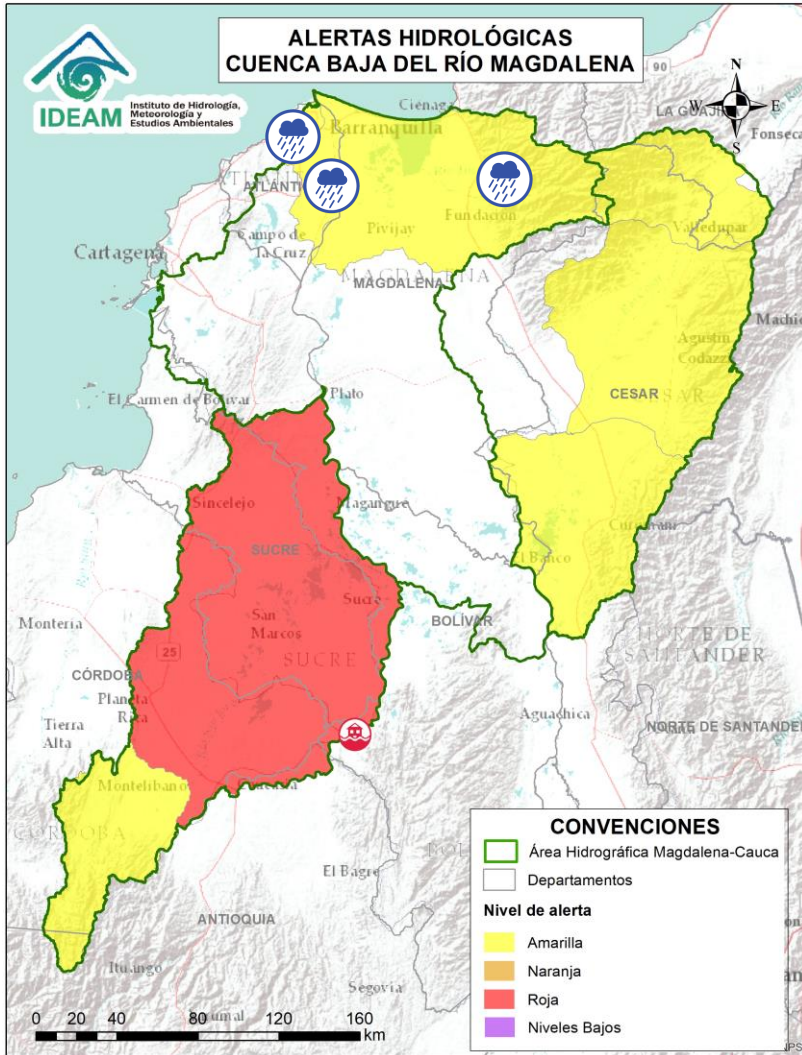 ALERTAS HIDROLÓGICAS
CUENCA BAJA DEL RÍO MAGDALENA
IDEAM
Instituto de Hidrología,
Meteorología y
Estudios Ambientales
N
W E
S
90
Ciénaga
LA GUAJIRA
Fonseca
Barranquilla
Cartagena
Campo de
la Cruz
Pivijay
Fundación
Valledupar
MAGDALENA
MAGDALENA
Agustín
Codazzi
CESAR
El Carmen de Bolívar
Plato
Sincelejo
Magangué
SUCRE
Sucre
San
Marcos
SUCRE
BOLÍVAR
Montería
25
CÓRDOBA
Planeta
Rica
Tierra
Alta
NORTE DE
SANTANDER
Aguachica
NORTE DE SANTANDER
Montelíbano
El Bagre
ANTIOQUIA
Ituango
Segovia
0 20 40 80 120 160
km
CONVENCIONES
Área Hidrográfica Magdalena-Cauca
Departamentos
Nivel de alerta
Amarilla
Naranja
Roja
Niveles Bajos